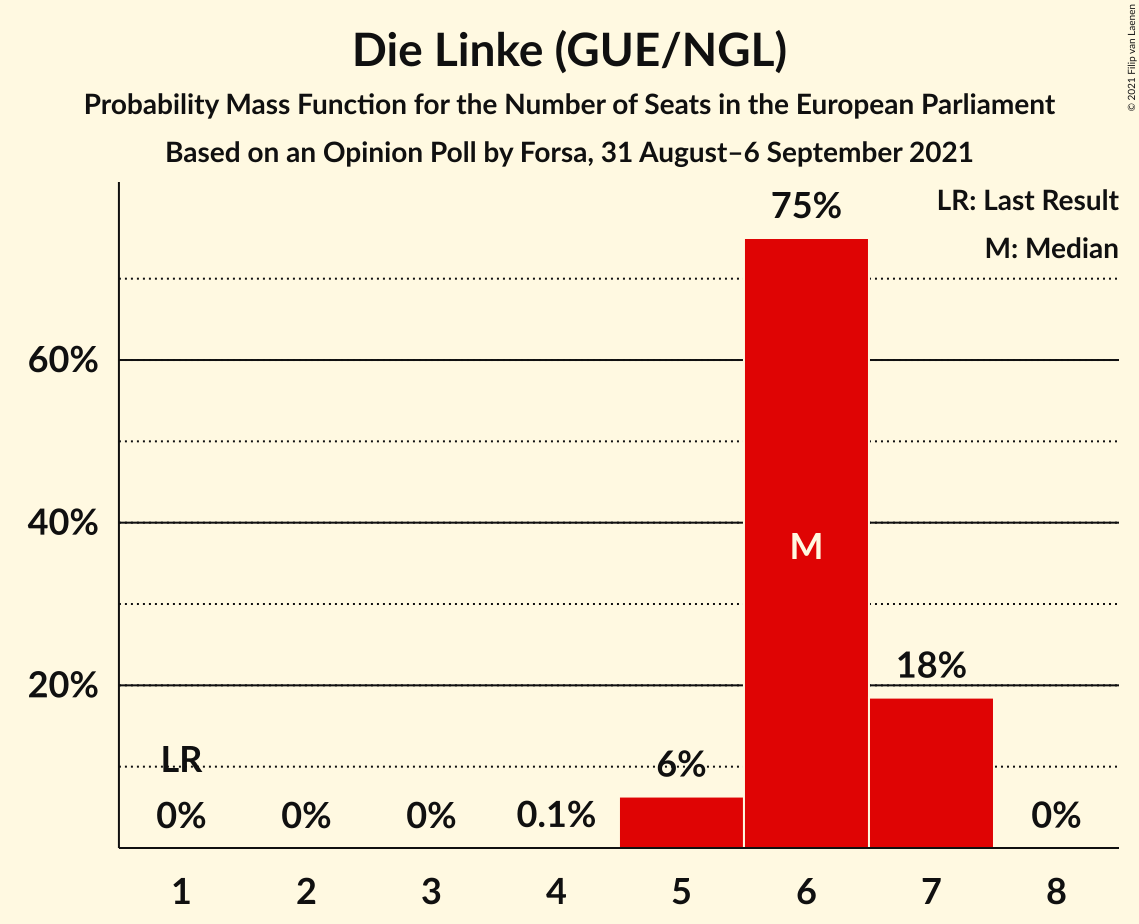 Die Linke (GUE/NGL)
Probability Mass Function for the Number of Seats in the European Parliament
Based on an Opinion Poll by Forsa, 31 August–6 September 2021
© 2021 Filip van Laenen
LR: Last Result
M: Median
75%
60%
40%
M
20%
18%
LR
6%
0%
0%
0%
0.1%
0%
1 2 3 4 5 6 7 8